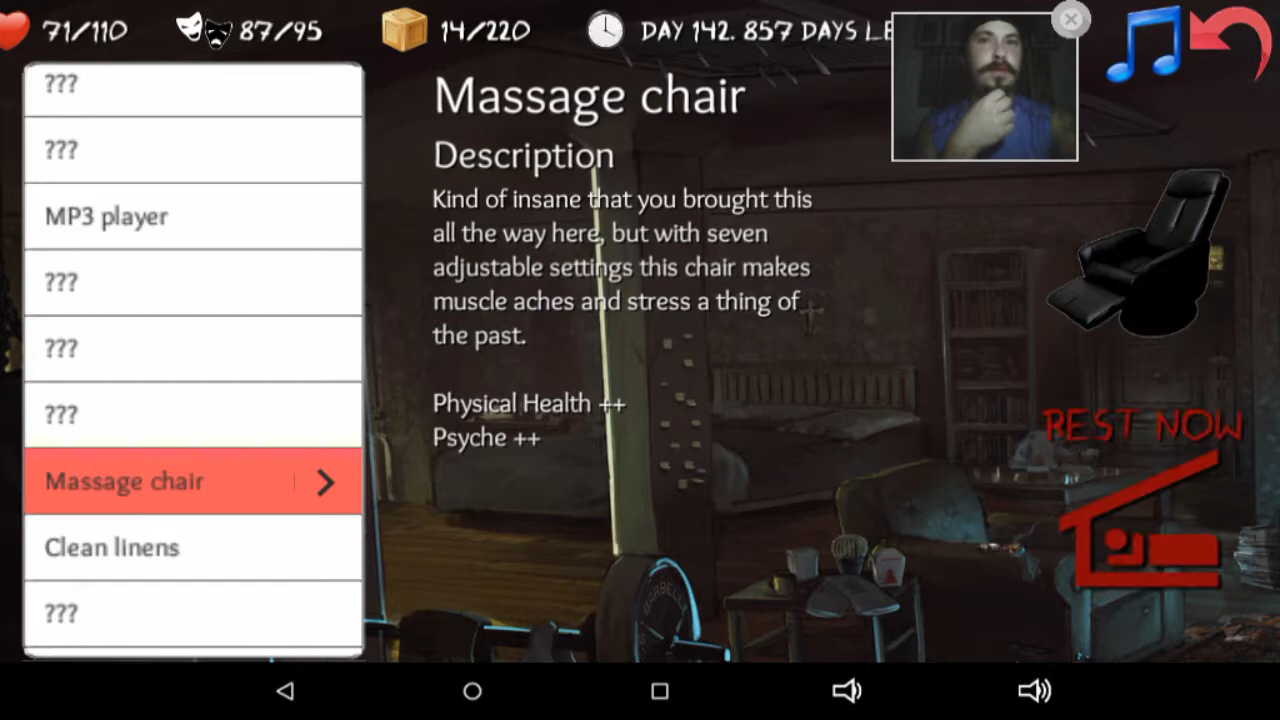 71/110
87/95
14/220
DAY 142. 857 DAYS LE
???
???
MP3 player
???
???
???
Massage chair
Clean linens
???
Massage chair
Description
Kind of insane that you brought this
all the way here, but with seven
adjustable settings this chair makes
muscle aches and stress a thing of
the past.
Physical Health ++
Psyche ++
REST NOW
BARBELL